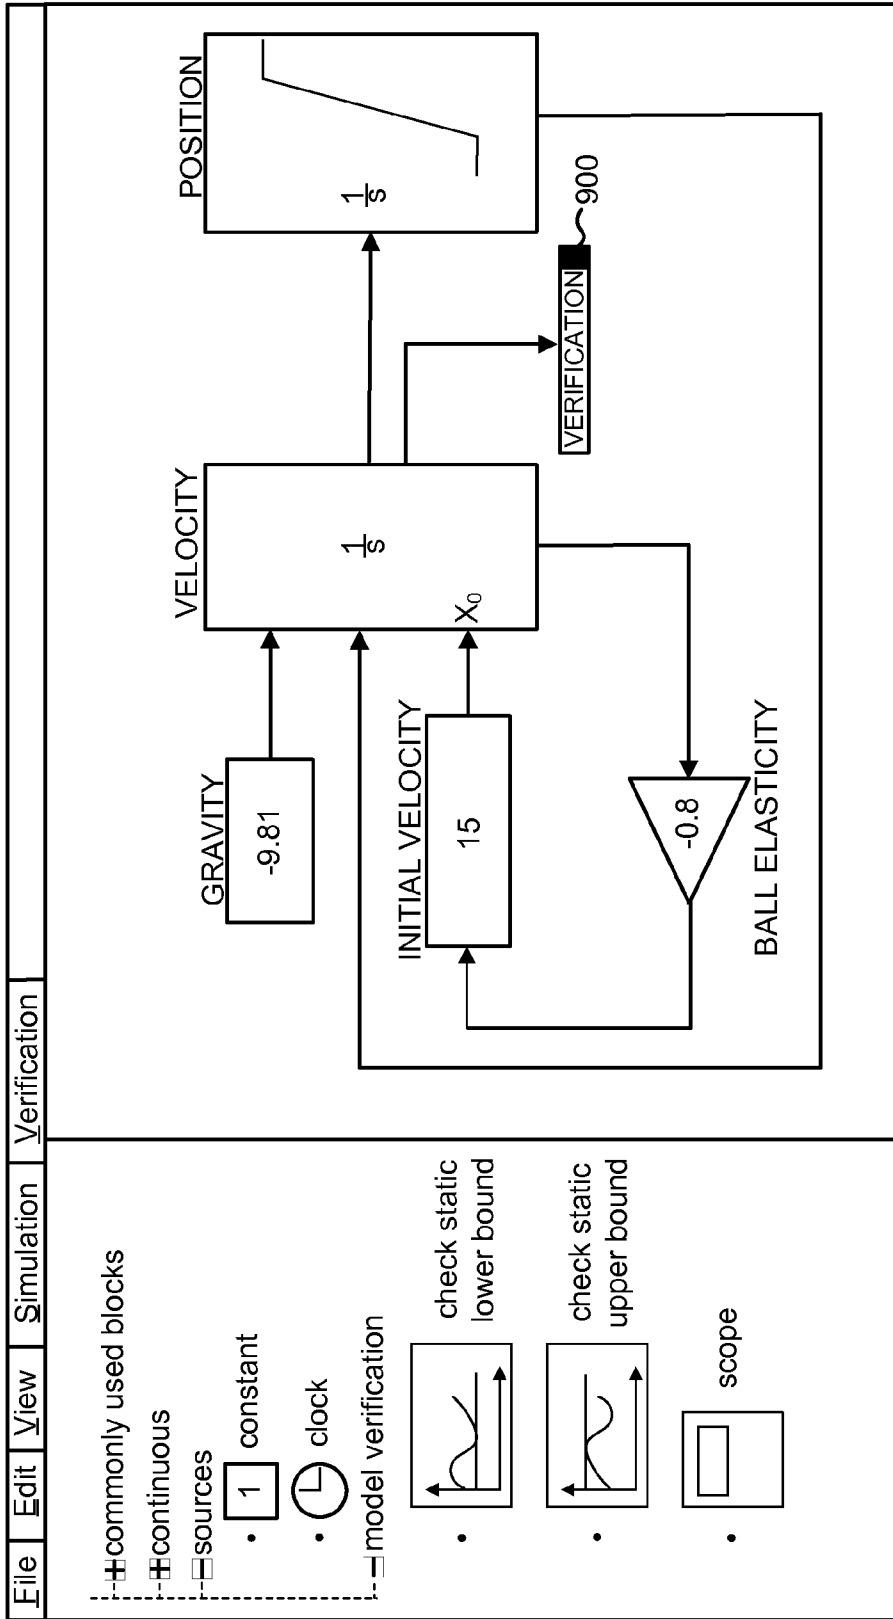 File Edit View Simulation Verification
commonly used blocks
continuous
sources
1 constant
clock
model verification
check static
lower bound
check static
upper bound
scope
GRAVITY
-9.81
INITIAL VELOCITY
15
BALL ELASTICITY
-0.8
VELOCITY
1
s
X₀
VERIFICATION
900
POSITION
1
s